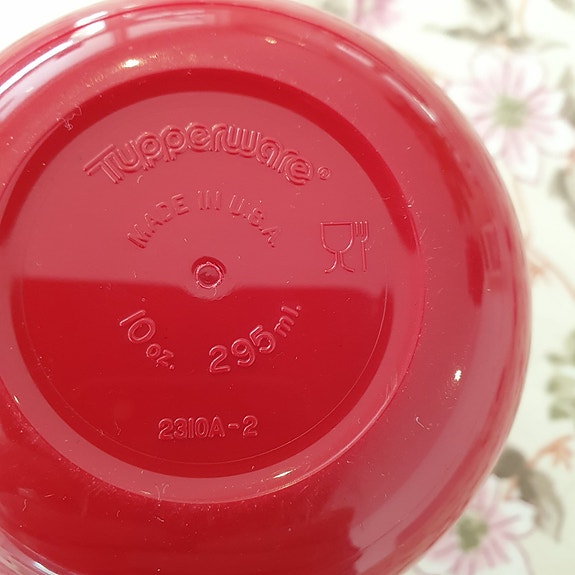 Tupperware®
MADE IN U.S.A.
10 oz. 295 ml.
2310A-2